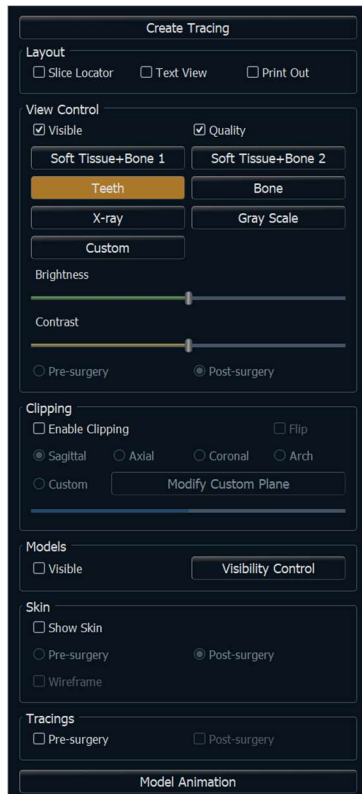 Create Tracing
Layout
Slice Locator Text View Print Out
View Control
Visible Quality
Soft Tissue+Bone 1 Soft Tissue+Bone 2
Teeth Bone
X-ray Gray Scale
Custom
Brightness
Contrast
Pre-surgery Post-surgery
Clipping
Enable Clipping Flip
Sagittal Axial Coronal Arch
Custom Modify Custom Plane
Models
Visible Visibility Control
Skin
Show Skin
Pre-surgery Post-surgery
Wireframe
Tracings
Pre-surgery Post-surgery
Model Animation